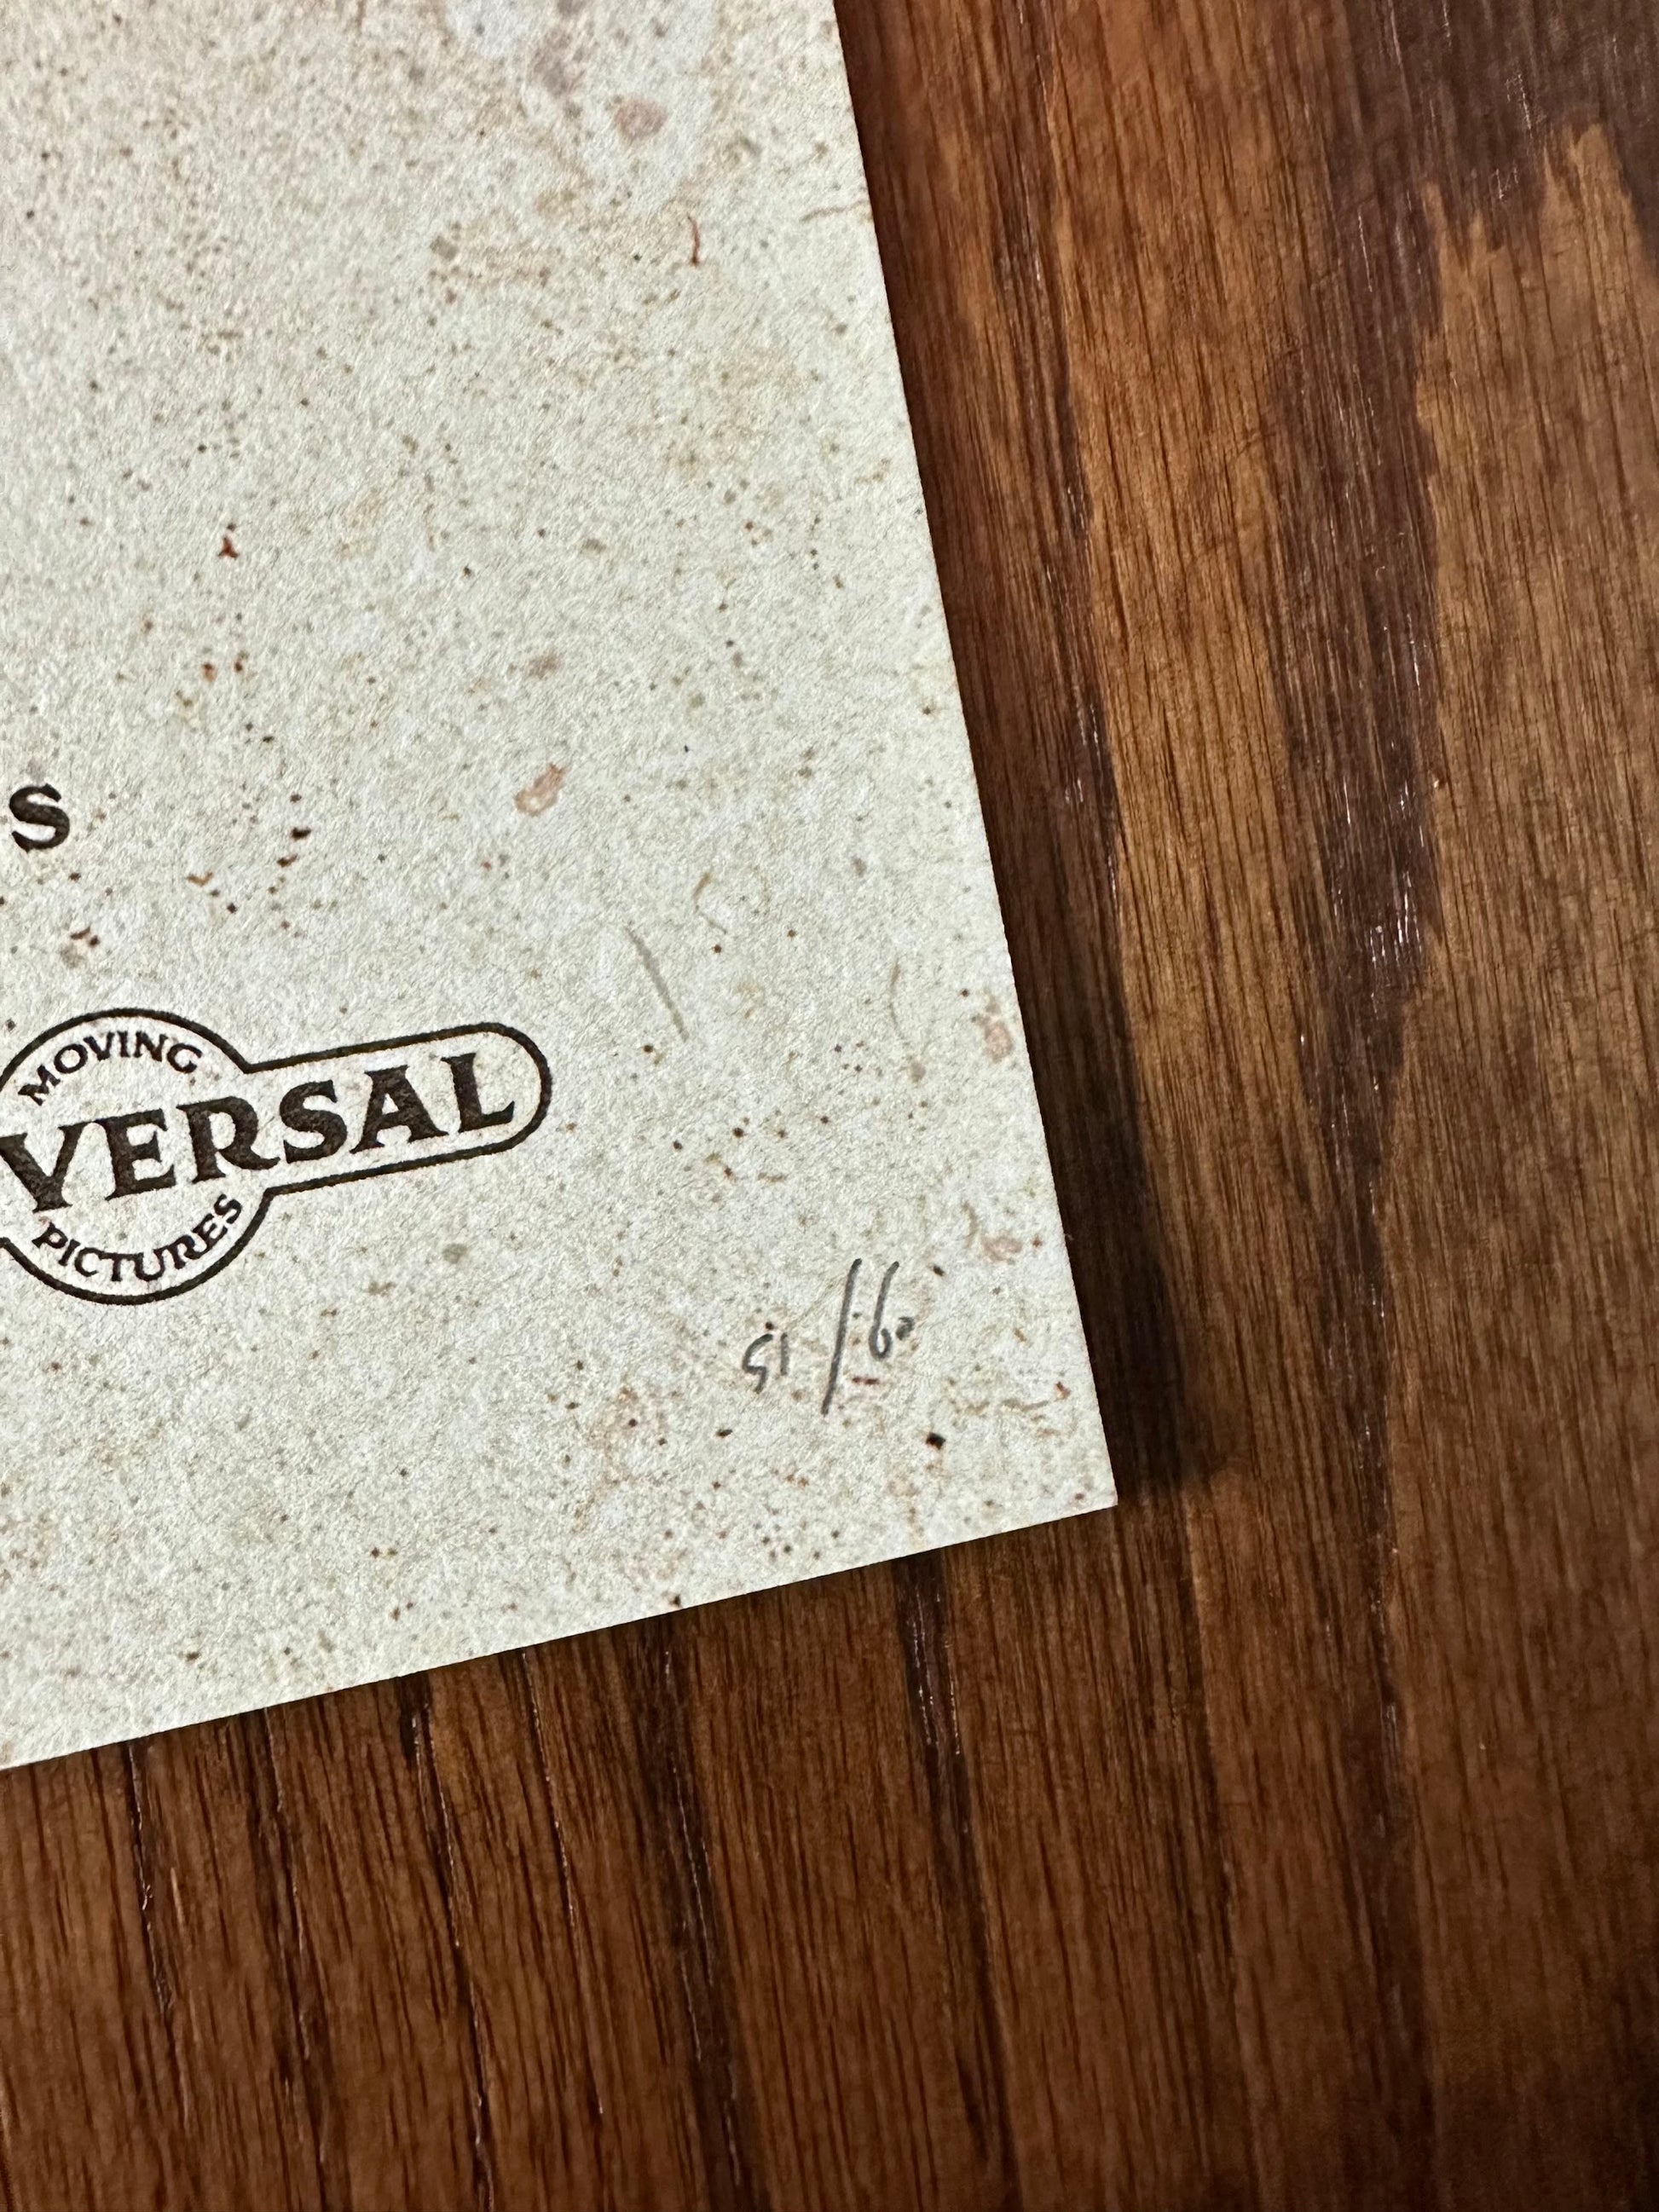 S
MOVING
VERSAL
PICTURES
51/60